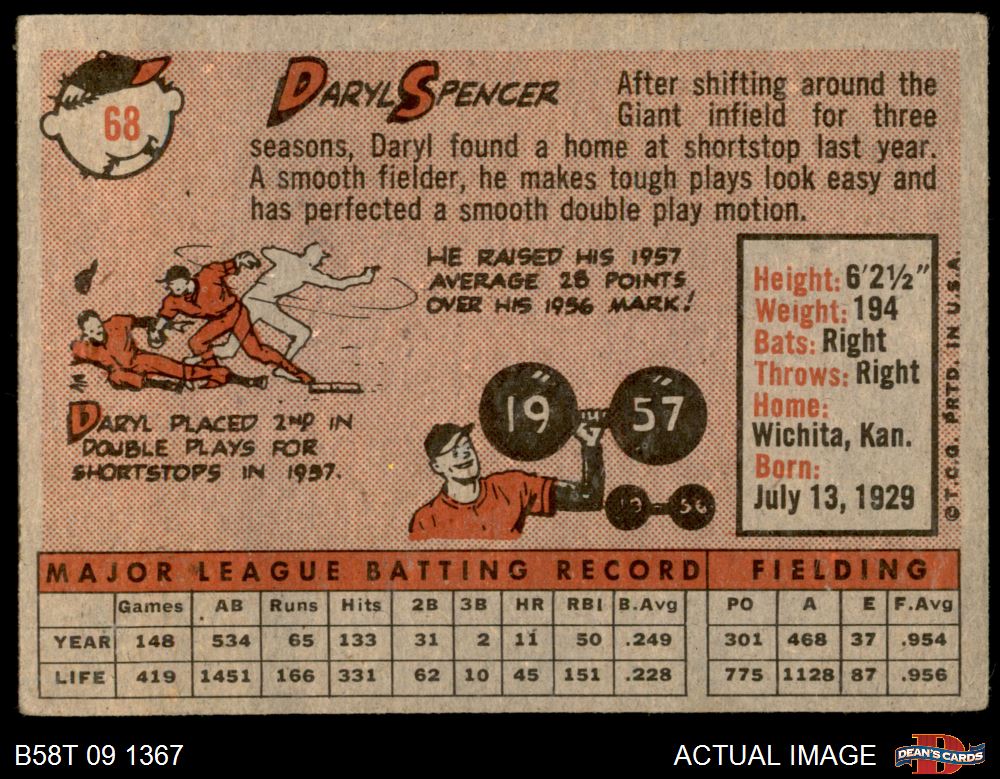 68
DARYL SPENCER
After shifting around the
Giant infield for three
seasons, Daryl found a home at shortstop last year.
A smooth fielder, he makes tough plays look easy and
has perfected a smooth double play motion.
HE RAISED HIS 1957
AVERAGE 28 POINTS
OVER HIS 1956 MARK!
DARYL PLACED 2ND IN
DOUBLE PLAYS FOR
SHORTSTOPS IN 1957.
19 57
19 56
Height: 6'2½"
Weight: 194
Bats: Right
Throws: Right
Home:
Wichita, Kan.
Born:
July 13, 1929
©T.C.G. PRTD. IN U.S.A.
MAJOR LEAGUE BATTING RECORD FIELDING
Games AB Runs Hits 2B 3B HR RBI B.Avg PO A E F.Avg
YEAR 148 534 65 133 31 2 11 50 .249 301 468 37 .954
LIFE 419 1451 166 331 62 10 45 151 .228 775 1128 87 .956
B58T 09 1367
ACTUAL IMAGE
D
DEAN'S CARDS